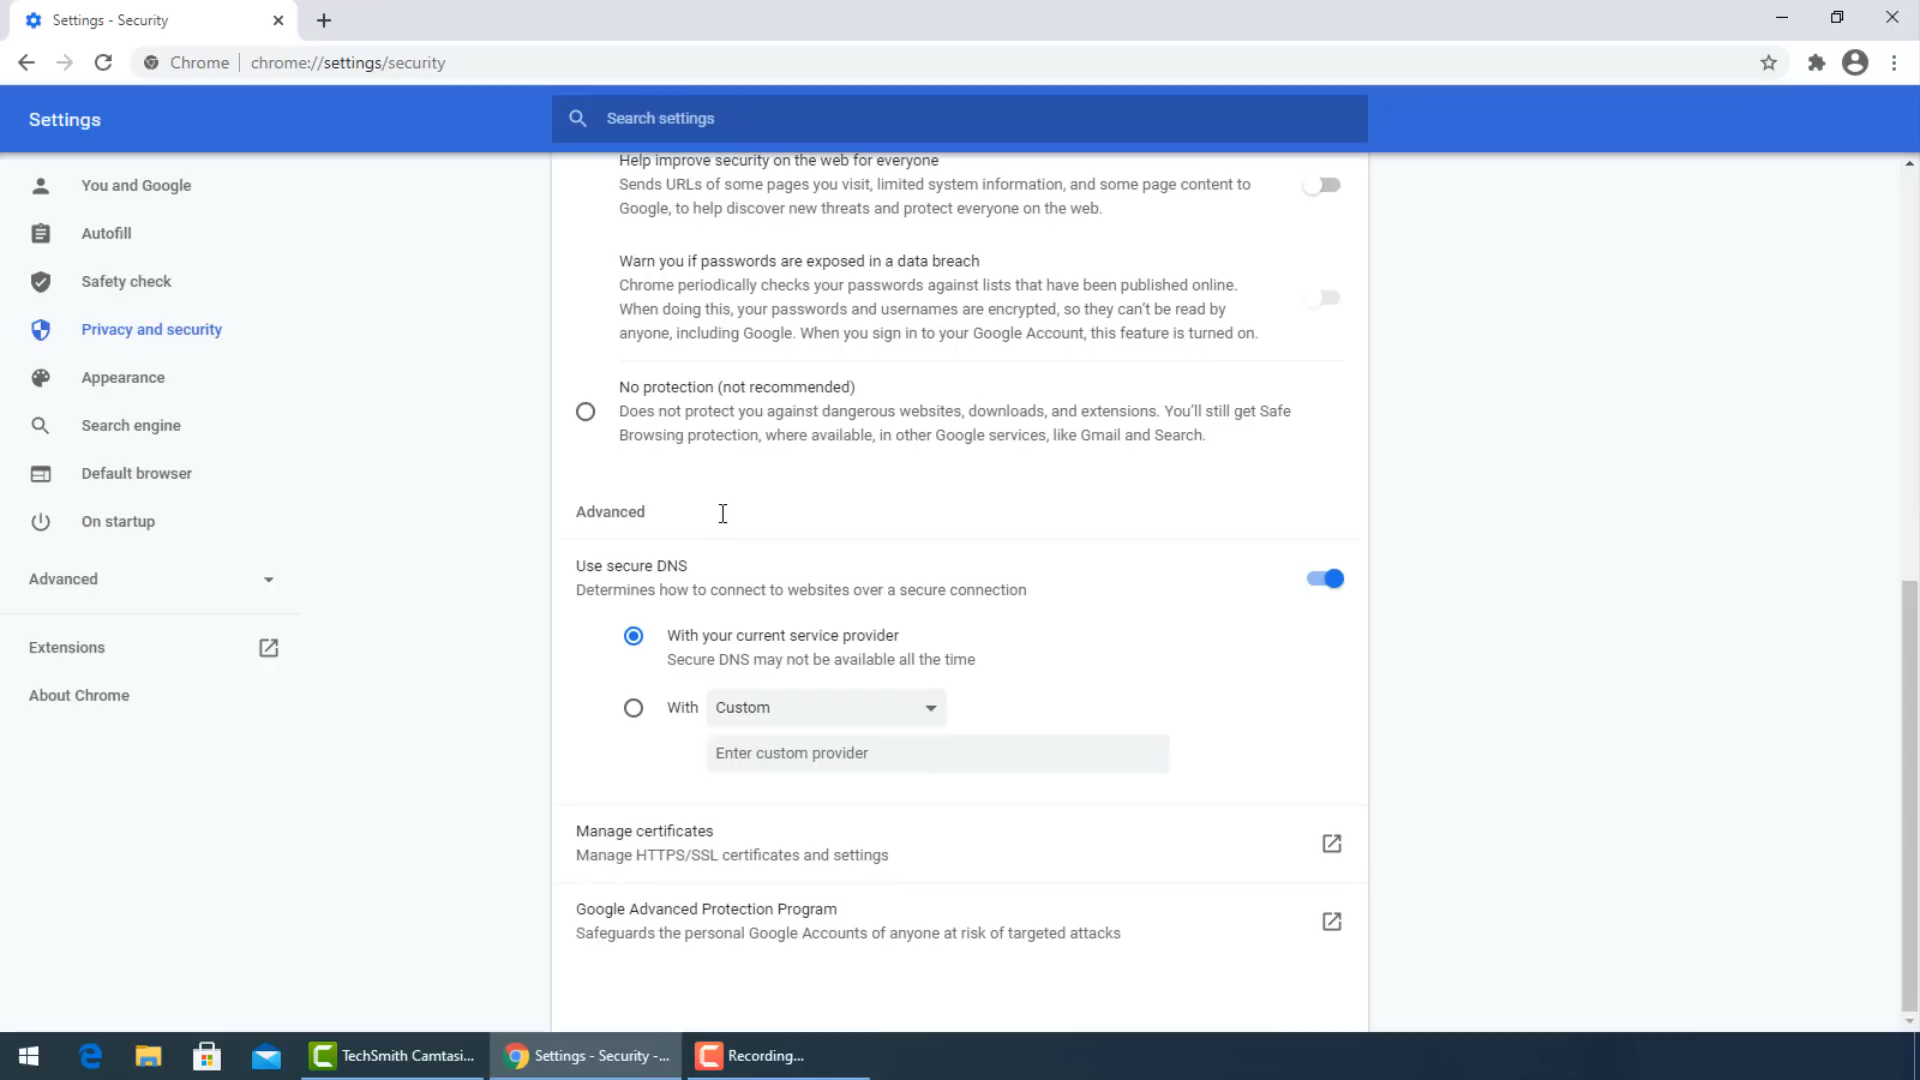 Settings - Security
Chrome
chrome://settings/security
Settings
Search settings
You and Google
Autofill
Safety check
Privacy and security
Appearance
Search engine
Default browser
On startup
Advanced
Extensions
About Chrome
Help improve security on the web for everyone
Sends URLs of some pages you visit, limited system information, and some page content to
Google, to help discover new threats and protect everyone on the web.
Warn you if passwords are exposed in a data breach
Chrome periodically checks your passwords against lists that have been published online.
When doing this, your passwords and usernames are encrypted, so they can't be read by
anyone, including Google. When you sign in to your Google Account, this feature is turned on.
No protection (not recommended)
Does not protect you against dangerous websites, downloads, and extensions. You'll still get Safe
Browsing protection, where available, in other Google services, like Gmail and Search.
Advanced
Use secure DNS
Determines how to connect to websites over a secure connection
With your current service provider
Secure DNS may not be available all the time
With
Custom
Enter custom provider
Manage certificates
Manage HTTPS/SSL certificates and settings
Google Advanced Protection Program
Safeguards the personal Google Accounts of anyone at risk of targeted attacks
TechSmith Camtasi...
Settings - Security -...
Recording...